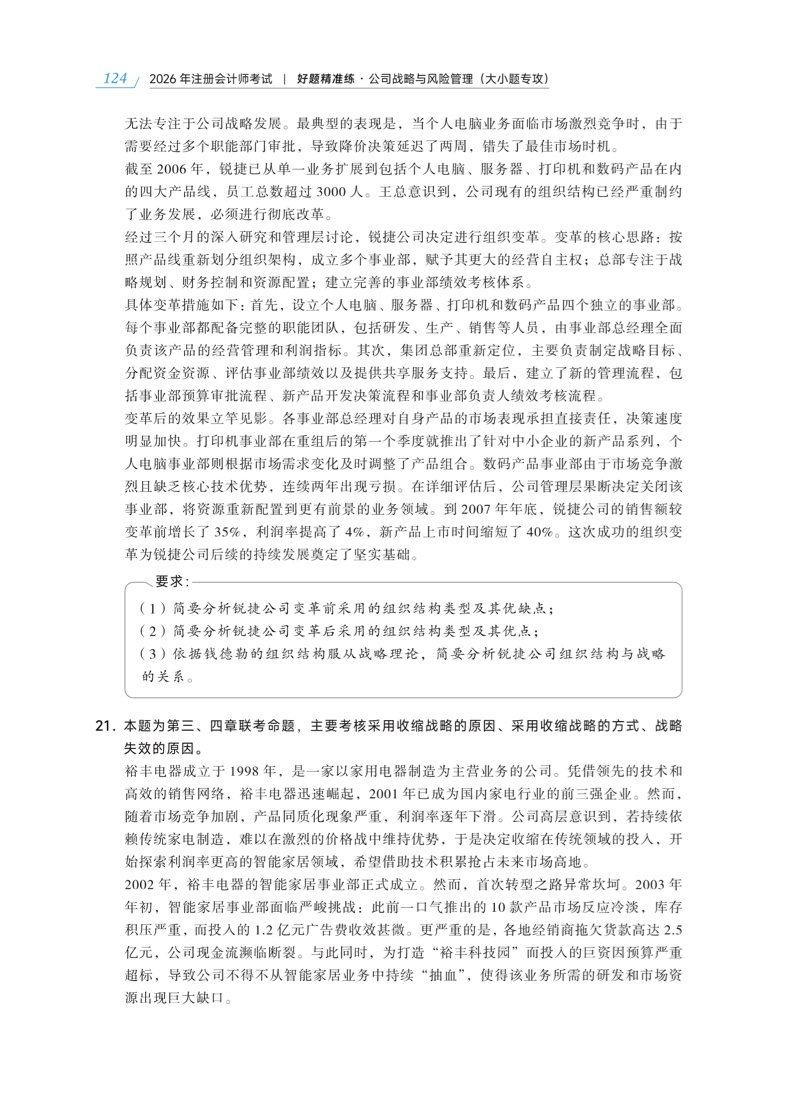 124 2026 年注册会计师考试 | 好题精准练 · 公司战略与风险管理（大小题专攻）
无法专注于公司战略发展。最典型的表现是，当个人电脑业务面临市场激烈竞争时，由于
需要经过多个职能部门审批，导致降价决策延迟了两周，错失了最佳市场时机。
截至 2006 年，锐捷已从单一业务扩展到包括个人电脑、服务器、打印机和数码产品在内
的四大产品线，员工总数超过 3000 人。王总意识到，公司现有的组织结构已经严重制约
了业务发展，必须进行彻底改革。
经过三个月的深入研究和管理层讨论，锐捷公司决定进行组织变革。变革的核心思路：按
照产品线重新划分组织架构，成立多个事业部，赋予其更大的经营自主权；总部专注于战
略规划、财务控制和资源配置；建立完善的事业部绩效考核体系。
具体变革措施如下：首先，设立个人电脑、服务器、打印机和数码产品四个独立的事业部。
每个事业部都配备完整的职能团队，包括研发、生产、销售等人员，由事业部总经理全面
负责该产品的经营管理和利润指标。其次，集团总部重新定位，主要负责制定战略目标、
分配资金资源、评估事业部绩效以及提供共享服务支持。最后，建立了新的管理流程，包
括事业部预算审批流程、新产品开发决策流程和事业部负责人绩效考核流程。
变革后的效果立竿见影。各事业部总经理对自身产品的市场表现承担直接责任，决策速度
明显加快。打印机事业部在重组后的第一个季度就推出了针对中小企业的新产品系列，个
人电脑事业部则根据市场需求变化及时调整了产品组合。数码产品事业部由于市场竞争激
烈且缺乏核心技术优势，连续两年出现亏损。在详细评估后，公司管理层果断决定关闭该
事业部，将资源重新配置到更有前景的业务领域。到 2007 年年底，锐捷公司的销售额较
变革前增长了 35%，利润率提高了 4%，新产品上市时间缩短了 40%。这次成功的组织变
革为锐捷公司后续的持续发展奠定了坚实基础。
要求：
（1）简要分析锐捷公司变革前采用的组织结构类型及其优缺点；
（2）简要分析锐捷公司变革后采用的组织结构类型及其优点；
（3）依据钱德勒的组织结构服从战略理论，简要分析锐捷公司组织结构与战略
的关系。
21. 本题为第三、四章联考命题，主要考核采用收缩战略的原因、采用收缩战略的方式、战略
失效的原因。
裕丰电器成立于 1998 年，是一家以家用电器制造为主营业务的公司。凭借领先的技术和
高效的销售网络，裕丰电器迅速崛起，2001 年已成为国内家电行业的前三强企业。然而，
随着市场竞争加剧，产品同质化现象严重，利润率逐年下滑。公司高层意识到，若持续依
赖传统家电制造，难以在激烈的价格战中维持优势，于是决定收缩在传统领域的投入，开
始探索利润率更高的智能家居领域，希望借助技术积累抢占未来市场高地。
2002 年，裕丰电器的智能家居事业部正式成立。然而，首次转型之路异常坎坷。2003 年
年初，智能家居事业部面临严峻挑战：此前一口气推出的 10 款产品市场反应冷淡，库存
积压严重，而投入的 1.2 亿元广告费收效甚微。更严重的是，各地经销商拖欠货款高达 2.5
亿元，公司现金流濒临断裂。与此同时，为打造“裕丰科技园”而投入的巨资因预算严重
超标，导致公司不得不从智能家居业务中持续“抽血”，使得该业务所需的研发和市场资
源出现巨大缺口。